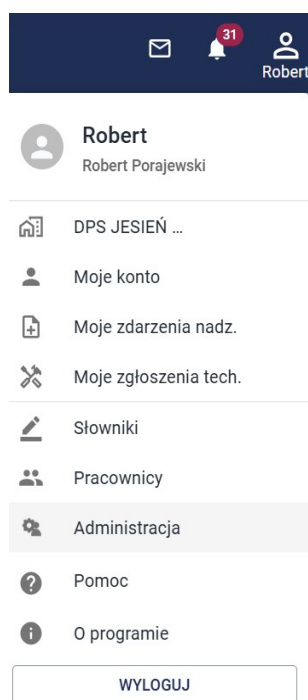 31
Robert
Robert
Robert Porajewski
DPS JESIEŃ ...
Moje konto
Moje zdarzenia nadz.
Moje zgłoszenia tech.
Słowniki
Pracownicy
Administracja
Pomoc
O programie
WYLOGUJ